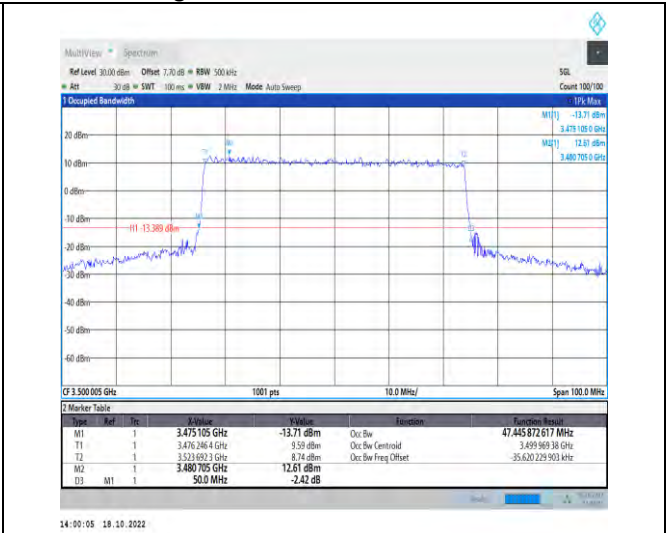 MultiView Spectrum
Ref Level 30.00 dBm Offset 7.70 dB RBW 500 kHz SGL
Att 30 dB SWT 100 ms VBW 2 MHz Mode Auto Sweep Count 100/100
1 Occupied Bandwidth 1Pk Max
M1[1] -13.71 dBm
3.475 105 0 GHz
20 dBm M2[1] 12.61 dBm
3.480 705 0 GHz
10 dBm
0 dBm
-10 dBm
H1 -13.389 dBm
-20 dBm
-30 dBm
-40 dBm
-50 dBm
-60 dBm
CF 3.500 005 GHz 1001 pts 10.0 MHz/ Span 100.0 MHz
2 Marker Table
Type Ref Trc X-Value Y-Value Function Function Result
M1 1 3.475 105 GHz -13.71 dBm Occ Bw 47.445 872 617 MHz
T1 1 3.476 246 4 GHz 9.59 dBm Occ Bw Centroid 3.499 969 38 GHz
T2 1 3.523 692 3 GHz 8.74 dBm Occ Bw Freq Offset -35.620 229 903 kHz
M2 1 3.480 705 GHz 12.61 dBm
D3 M1 1 50.0 MHz -2.42 dB
14:00:05 18.10.2022